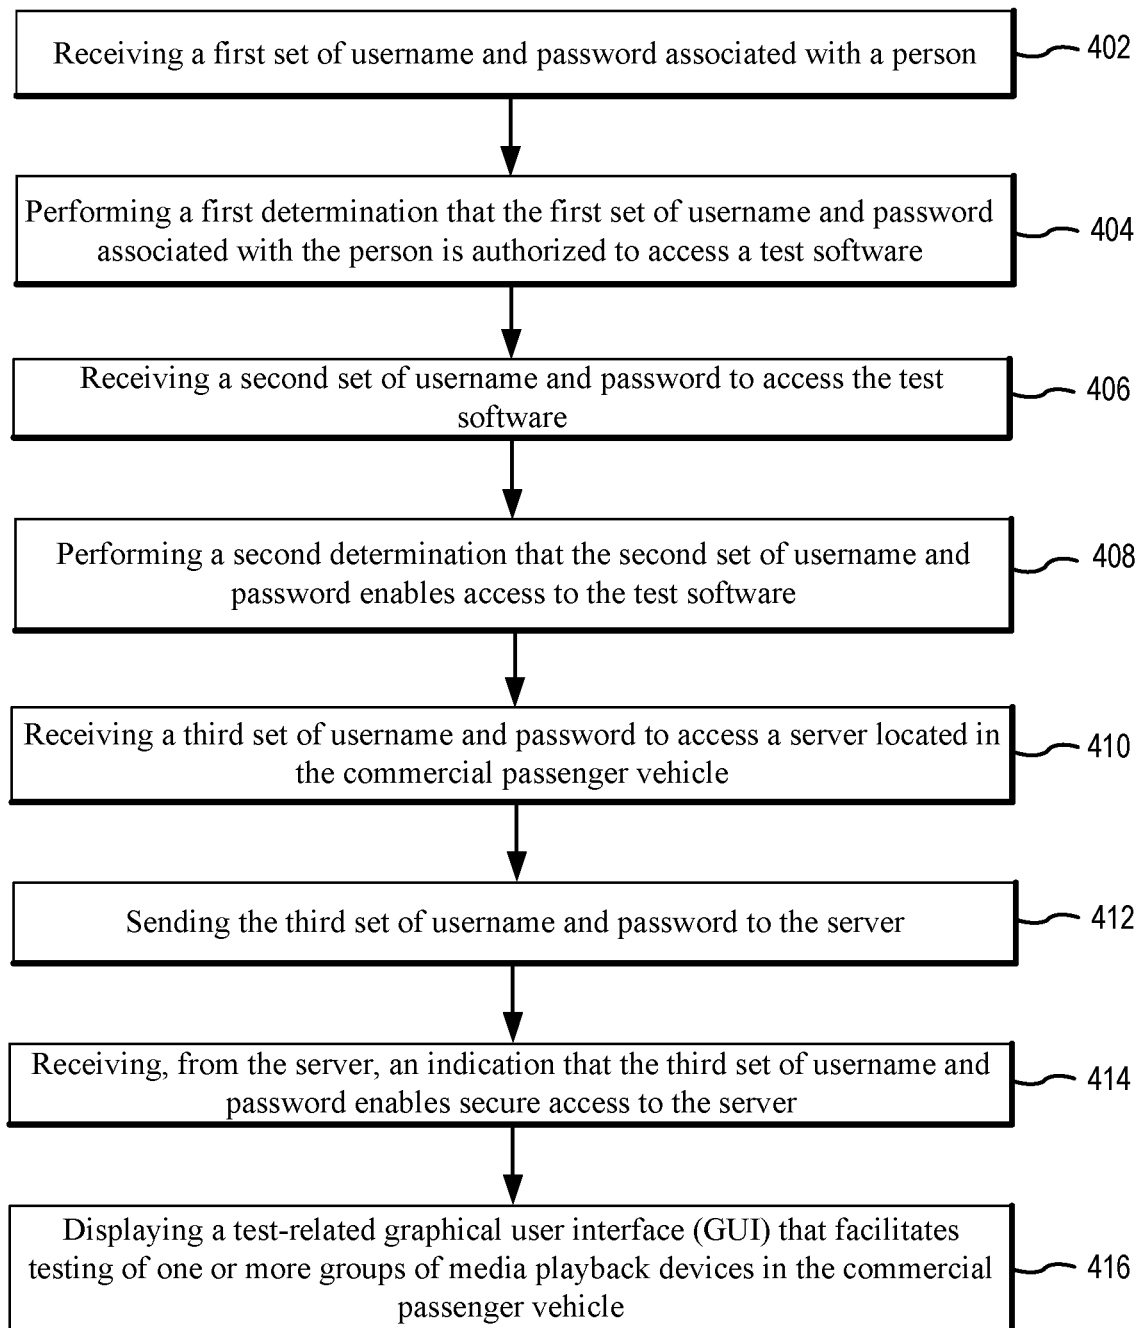 Receiving a first set of username and password associated with a person
402
Performing a first determination that the first set of username and password
associated with the person is authorized to access a test software
404
Receiving a second set of username and password to access the test
software
406
Performing a second determination that the second set of username and
password enables access to the test software
408
Receiving a third set of username and password to access a server located in
the commercial passenger vehicle
410
Sending the third set of username and password to the server
412
Receiving, from the server, an indication that the third set of username and
password enables secure access to the server
414
Displaying a test-related graphical user interface (GUI) that facilitates
testing of one or more groups of media playback devices in the commercial
passenger vehicle
416